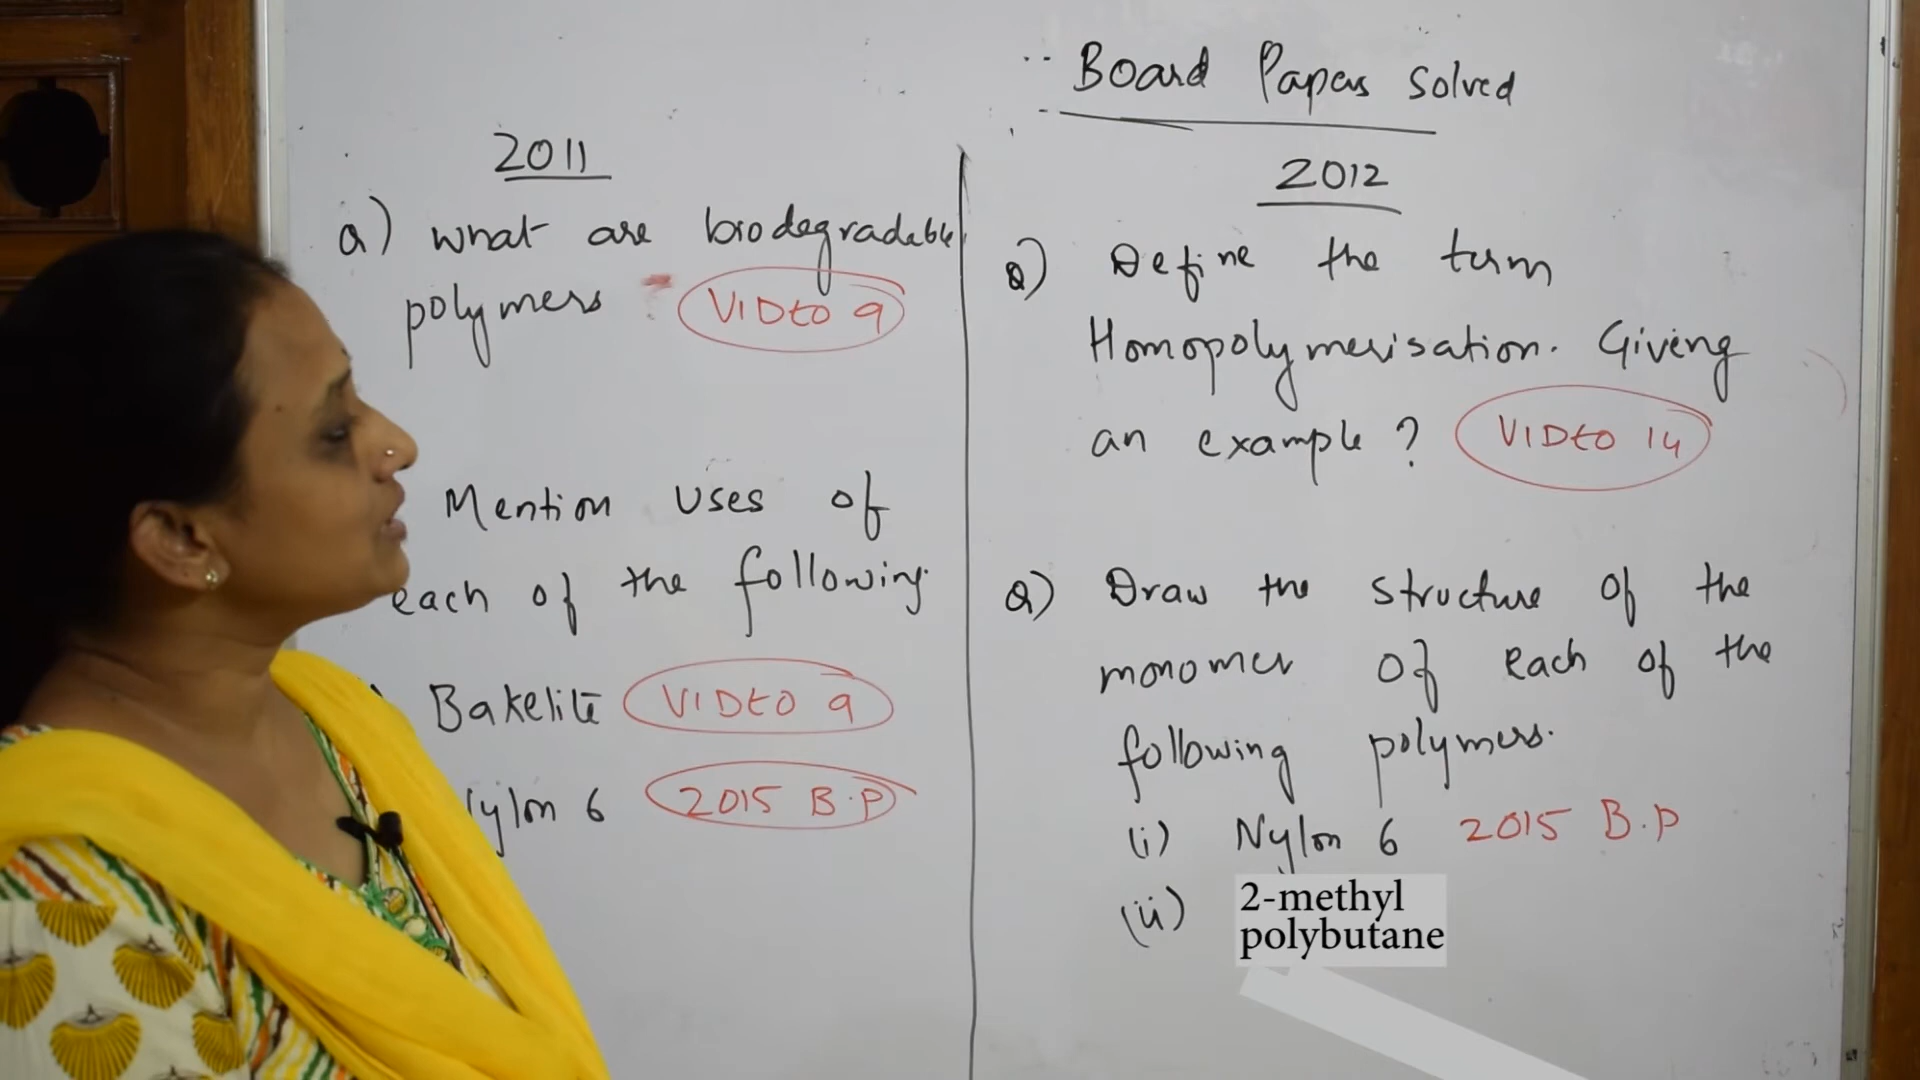 Board Papers Solved
2011
Q) What are biodegradable
polymers VIDEO 9
Mention uses of
each of the following.
Bakelite VIDEO 9
ylon 6 2015 B.P
2012
Q) Define the term
Homopolymerisation. Giving
an example? VIDEO 14
Q) Draw the structure of the
monomer of each of the
following polymers.
(i) Nylon 6 2015 B.P
(ii) 2-methyl
polybutane